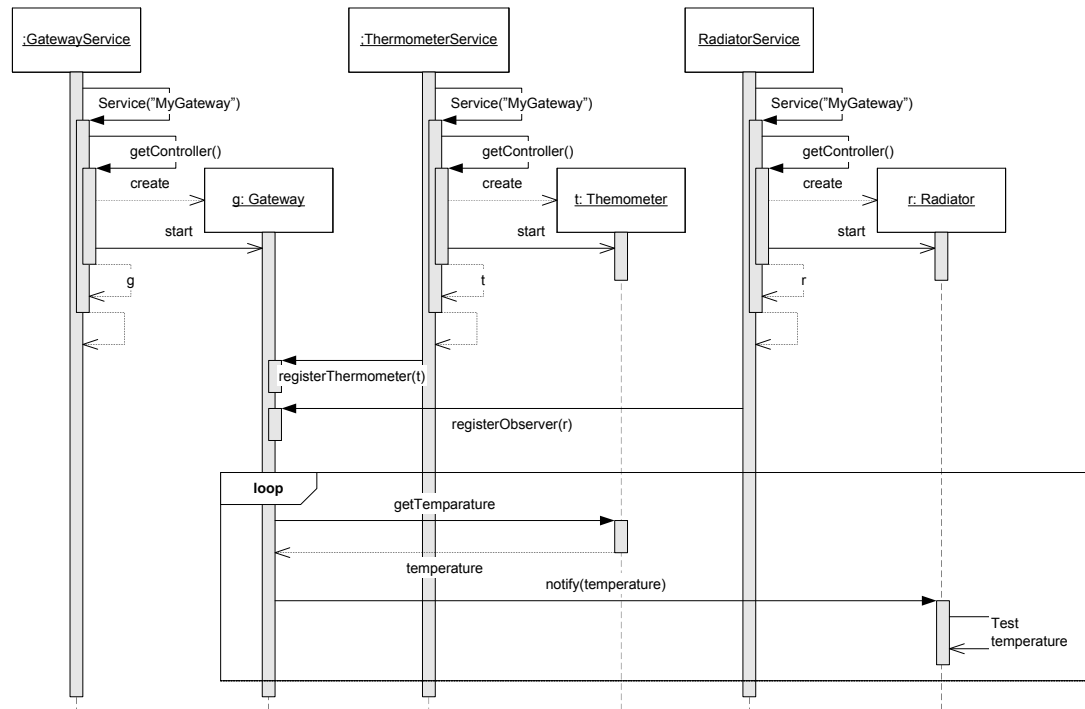 :GatewayService
:ThermometerService
RadiatorService
Service("MyGateway")
Service("MyGateway")
Service("MyGateway")
getController()
getController()
getController()
create
create
create
g: Gateway
t: Themometer
r: Radiator
start
start
start
g
t
r
registerThermometer(t)
registerObserver(r)
loop
getTemparature
temperature
notify(temperature)
Test
temperature